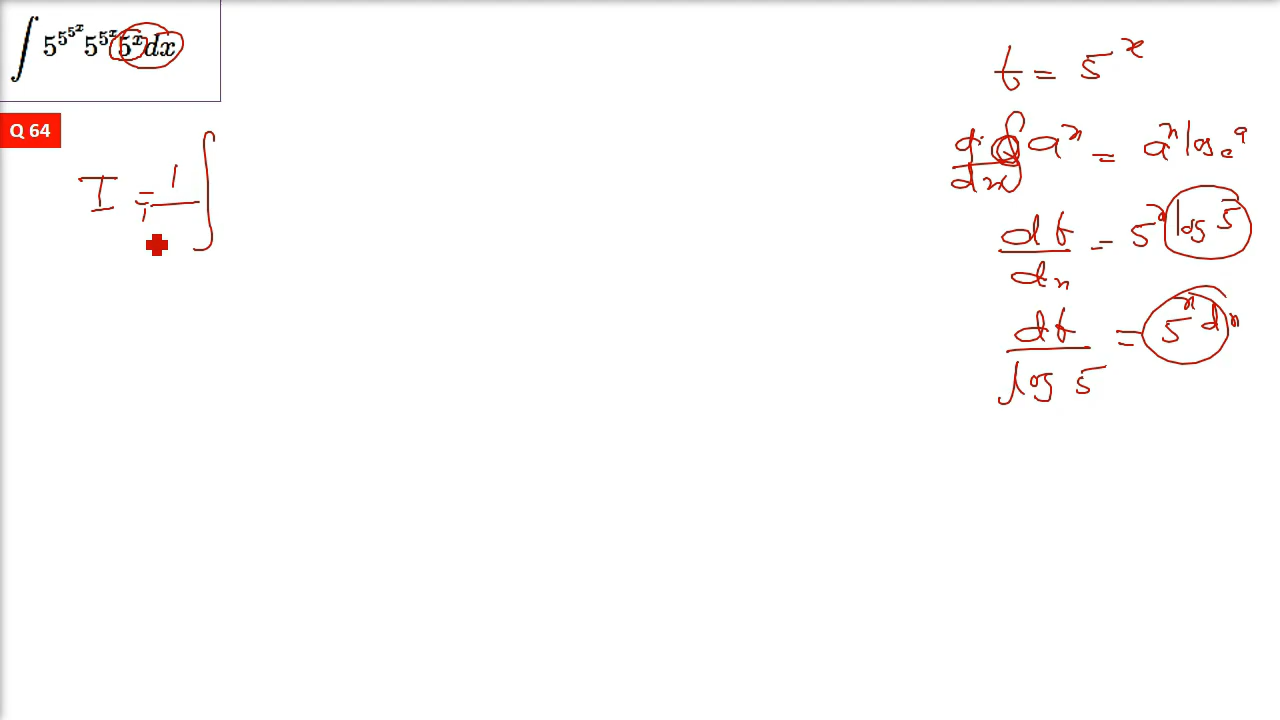 ∫ 5^{5^{5^x}} 5^{5^x} 5^x dx
Q 64
I = 1 ∫
t = 5^x
d/dx a^x = a^x log_e a
dt/dx = 5^x log 5
dt/log 5 = 5^x dx